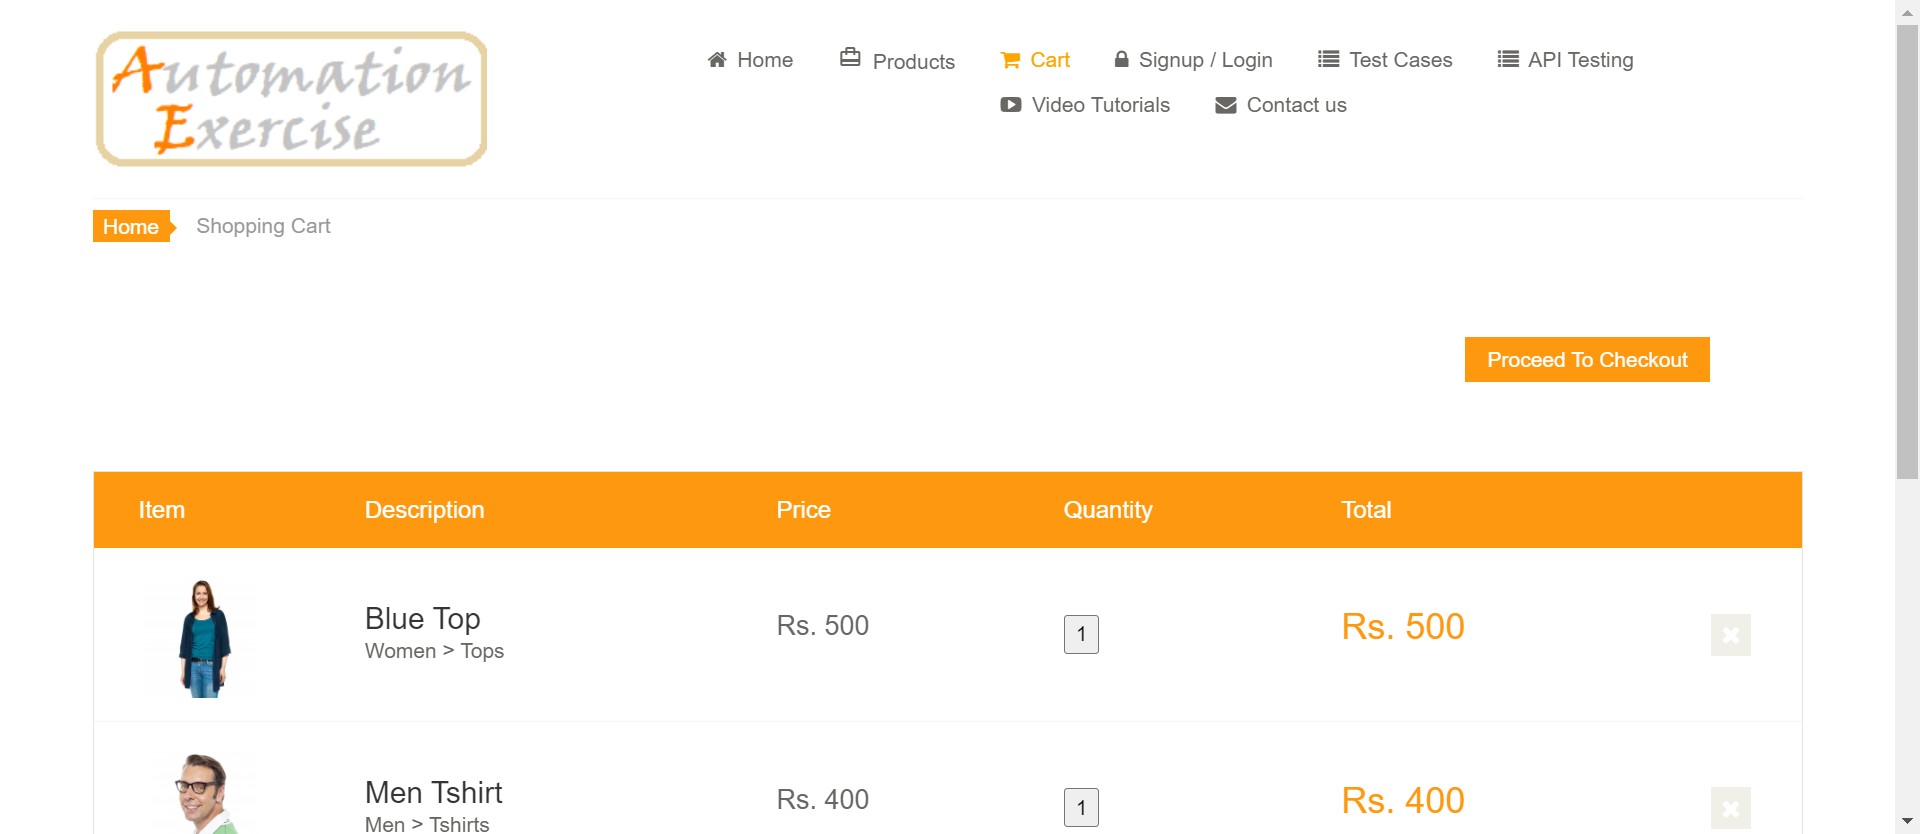 Automation
Exercise
Home
Products
Cart
Signup / Login
Test Cases
API Testing
Video Tutorials
Contact us
Home
Shopping Cart
Proceed To Checkout
Item Description Price Quantity Total
Blue Top
Women > Tops
Rs. 500
1
Rs. 500
Men Tshirt
Men > Tshirts
Rs. 400
1
Rs. 400